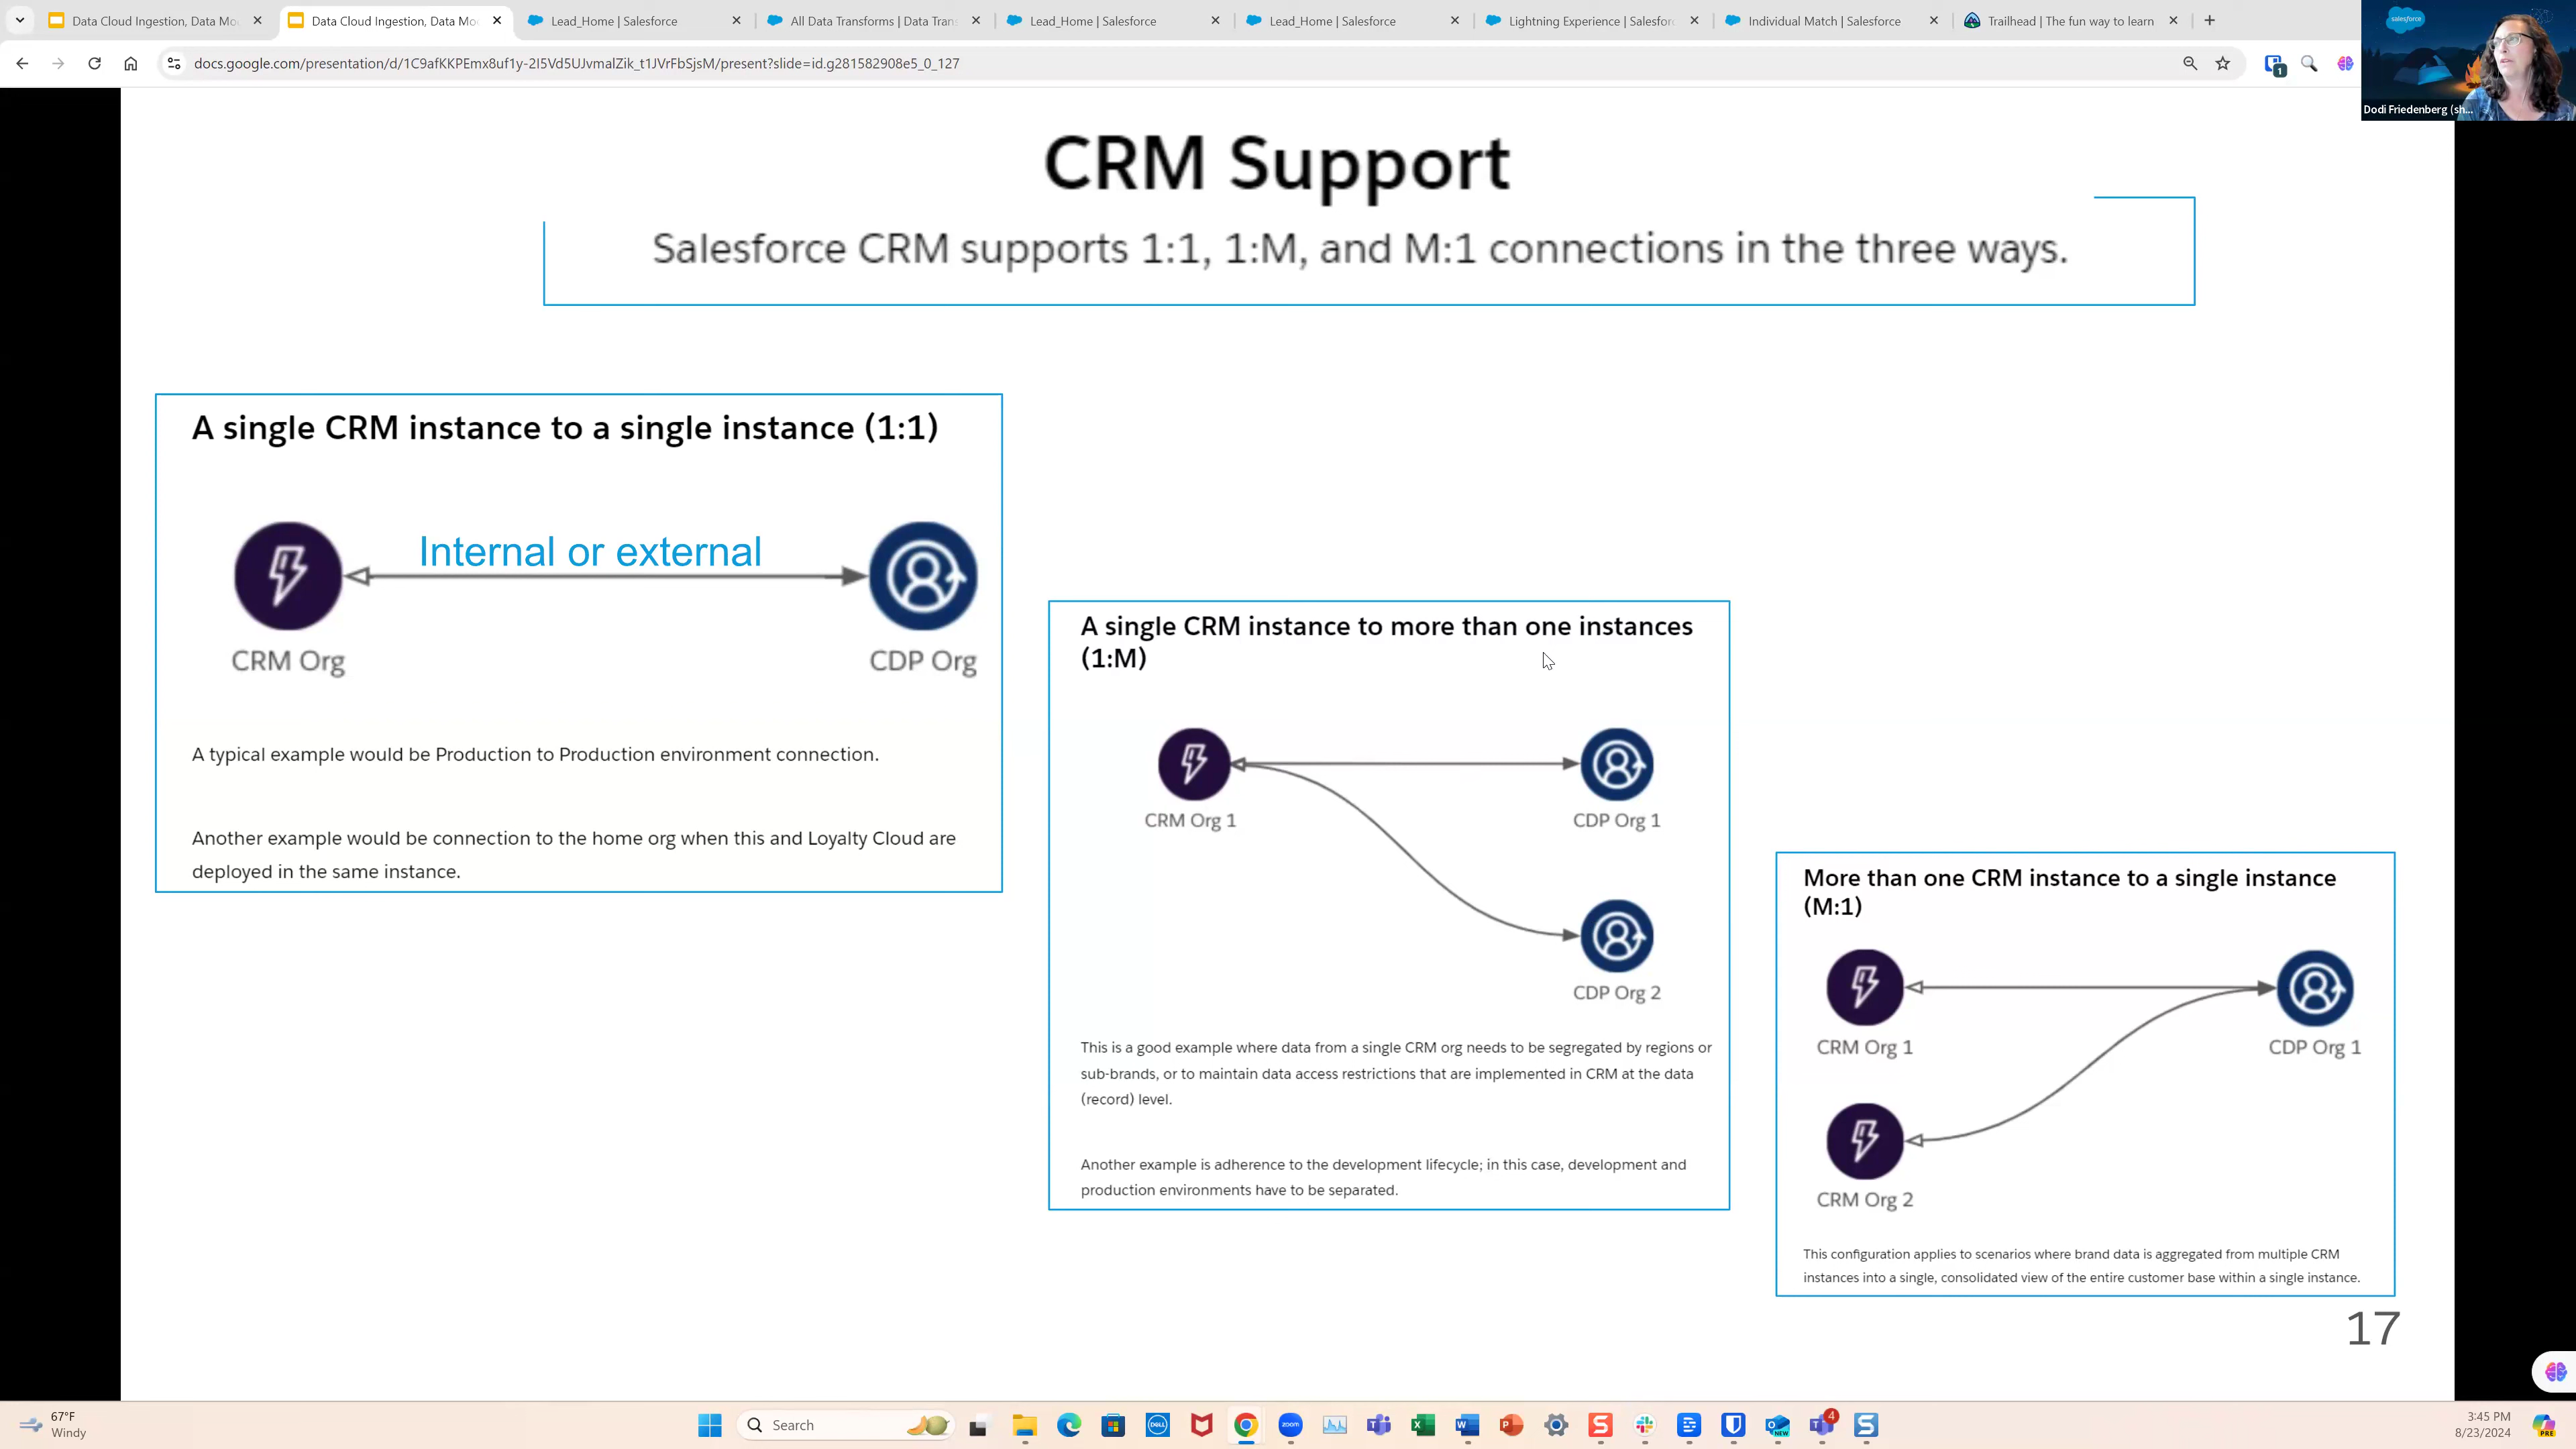 Data Cloud Ingestion, Data Mo
Data Cloud Ingestion, Data Mo
Lead_Home | Salesforce
All Data Transforms | Data Tran
Lead_Home | Salesforce
Lead_Home | Salesforce
Lightning Experience | Salesforc
Individual Match | Salesforce
Trailhead | The fun way to learn
docs.google.com/presentation/d/1C9afKKPEmx8uf1y-2I5Vd5UJvmalZik_t1JVrFbSjsM/present?slide=id.g281582908e5_0_127
1
salesforce
Dodi Friedenberg (sh...
CRM Support
Salesforce CRM supports 1:1, 1:M, and M:1 connections in the three ways.
A single CRM instance to a single instance (1:1)
Internal or external
CRM Org
CDP Org
A typical example would be Production to Production environment connection.
Another example would be connection to the home org when this and Loyalty Cloud are
deployed in the same instance.
A single CRM instance to more than one instances
(1:M)
CRM Org 1
CDP Org 1
CDP Org 2
This is a good example where data from a single CRM org needs to be segregated by regions or
sub-brands, or to maintain data access restrictions that are implemented in CRM at the data
(record) level.
Another example is adherence to the development lifecycle; in this case, development and
production environments have to be separated.
More than one CRM instance to a single instance
(M:1)
CRM Org 1
CDP Org 1
CRM Org 2
This configuration applies to scenarios where brand data is aggregated from multiple CRM
instances into a single, consolidated view of the entire customer base within a single instance.
17
67°F
Windy
Search
DELL
zoom
NEW
4
3:45 PM
8/23/2024
PRE